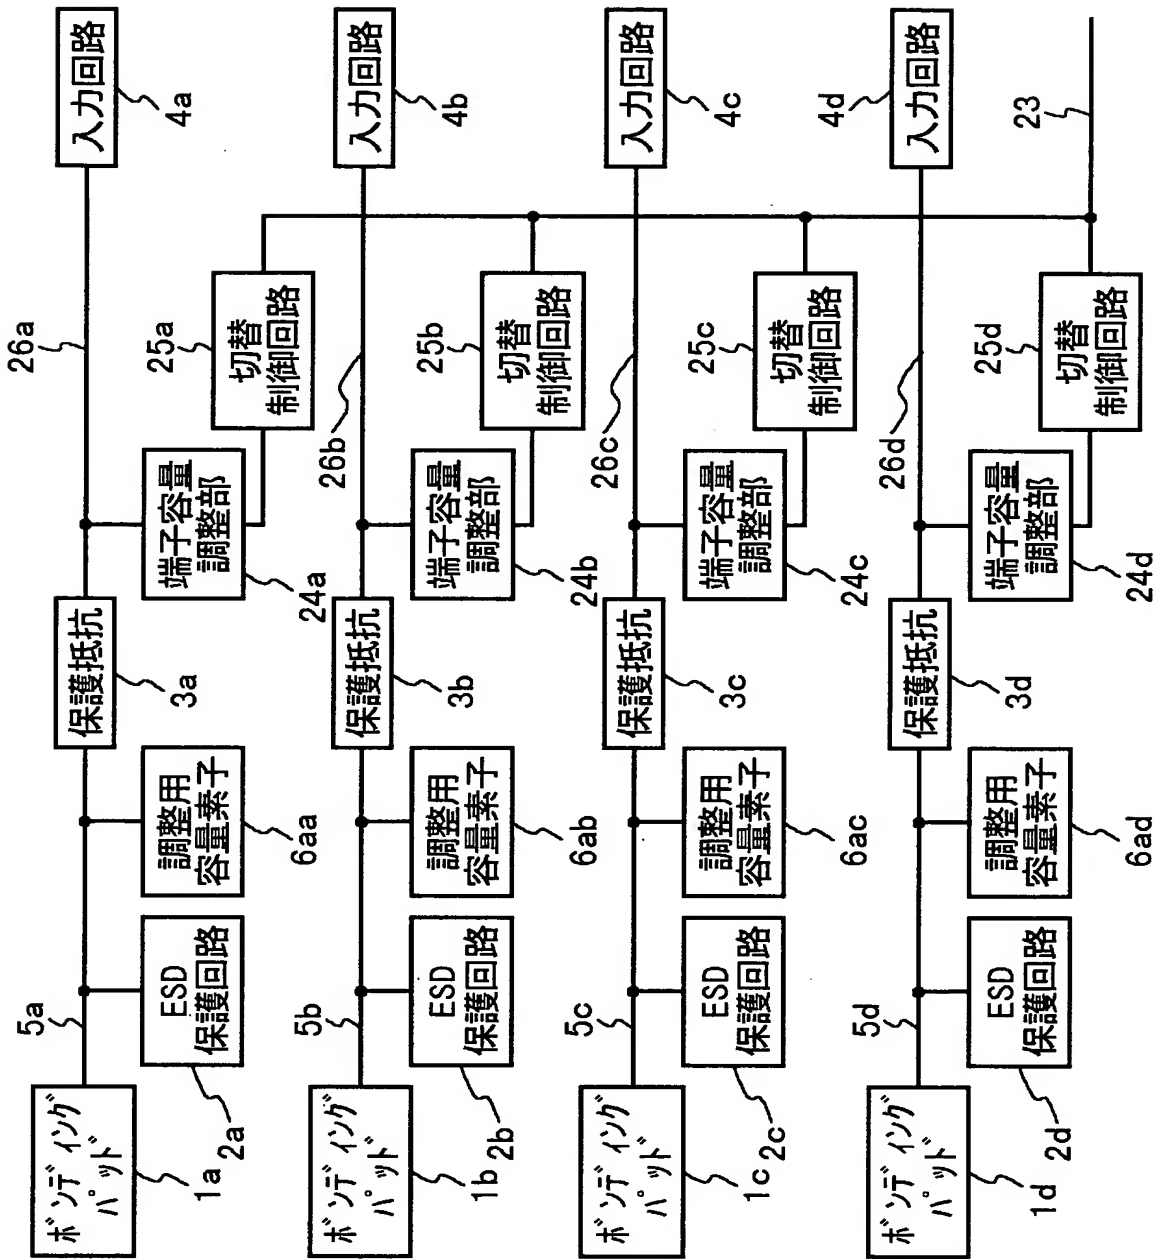 5a
26a
ボンディング
パッド
保護抵抗
入力回路
ESD
保護回路
調整用
容量素子
端子容量
調整部
25a
切替
制御回路
1a
2a
6aa
3a
24a
4a
5b
26b
ボンディング
パッド
保護抵抗
入力回路
ESD
保護回路
調整用
容量素子
端子容量
調整部
25b
切替
制御回路
1b
2b
6ab
3b
24b
4b
5c
26c
ボンディング
パッド
保護抵抗
入力回路
ESD
保護回路
調整用
容量素子
端子容量
調整部
25c
切替
制御回路
1c
2c
6ac
3c
24c
4c
5d
26d
ボンディング
パッド
保護抵抗
入力回路
ESD
保護回路
調整用
容量素子
端子容量
調整部
25d
切替
制御回路
1d
2d
6ad
3d
24d
4d
23